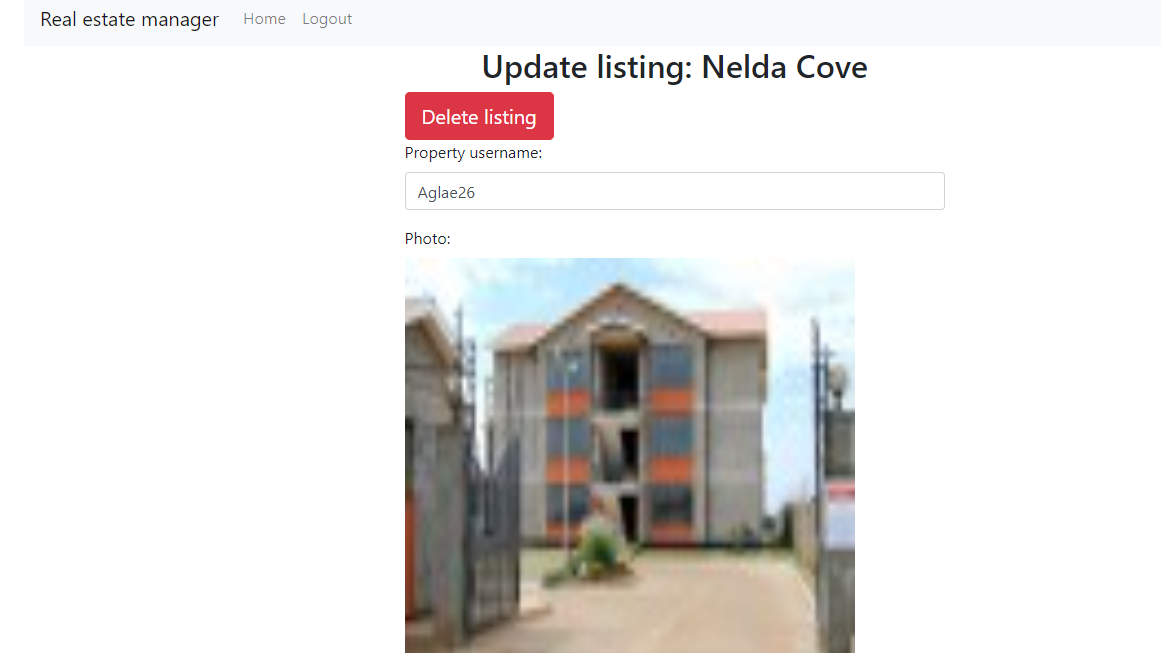 Real estate manager Home Logout
Update listing: Nelda Cove
Delete listing
Property username:
Aglae26
Photo: